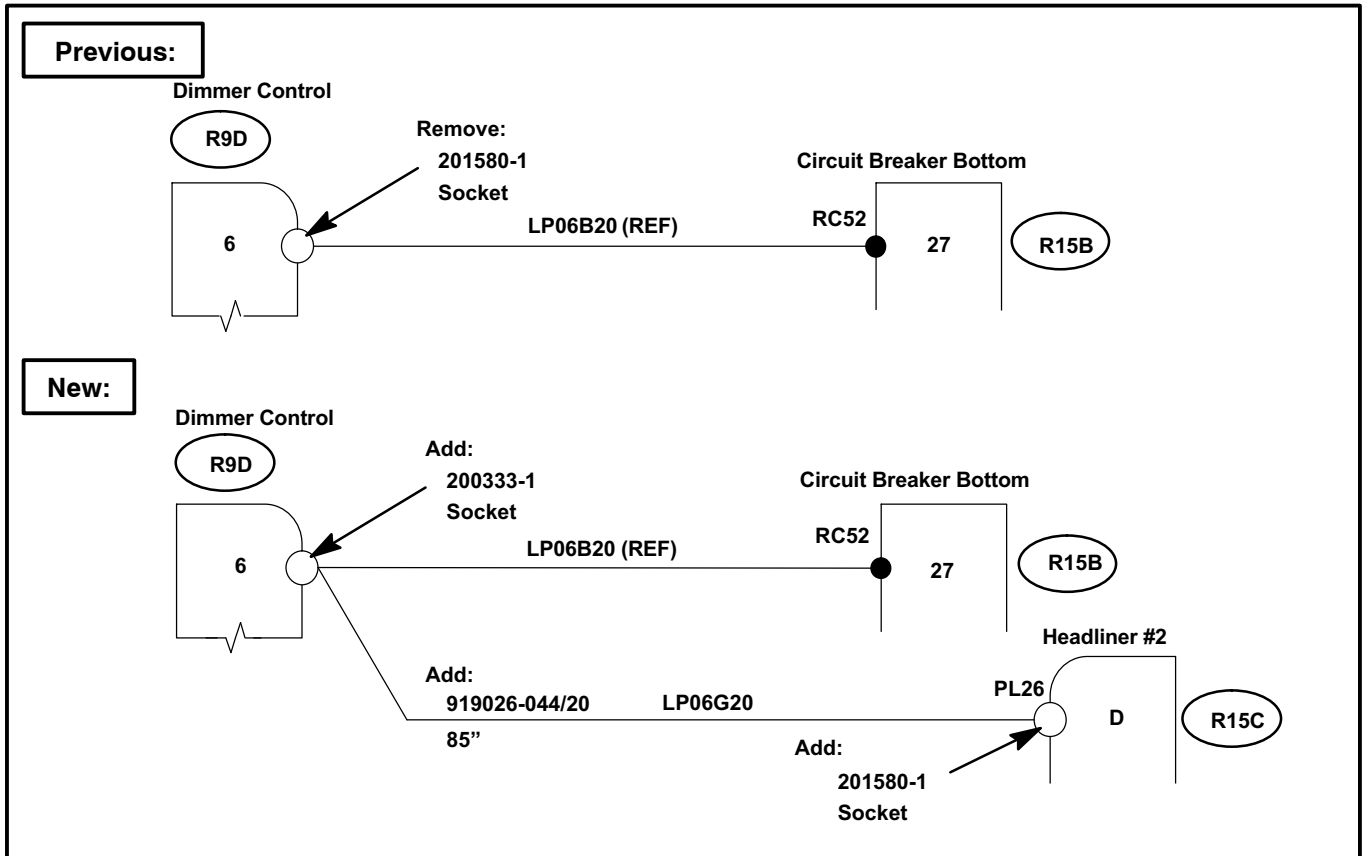 Previous:
Dimmer Control
R9D
Remove:
201580-1
Socket
Circuit Breaker Bottom
6
LP06B20 (REF)
RC52
27
R15B
New:
Dimmer Control
R9D
Add:
200333-1
Socket
Circuit Breaker Bottom
6
LP06B20 (REF)
RC52
27
R15B
Headliner #2
Add:
919026-044/20
LP06G20
85”
PL26
D
R15C
Add:
201580-1
Socket